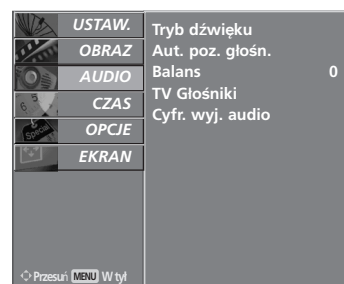 USTAW.
OBRAZ
AUDIO
CZAS
OPCJE
EKRAN
Tryb dźwięku
Aut. poz. głośn.
Balans 0
TV Głośniki
Cyfr. wyj. audio
Special
Przesuń MENU W tył